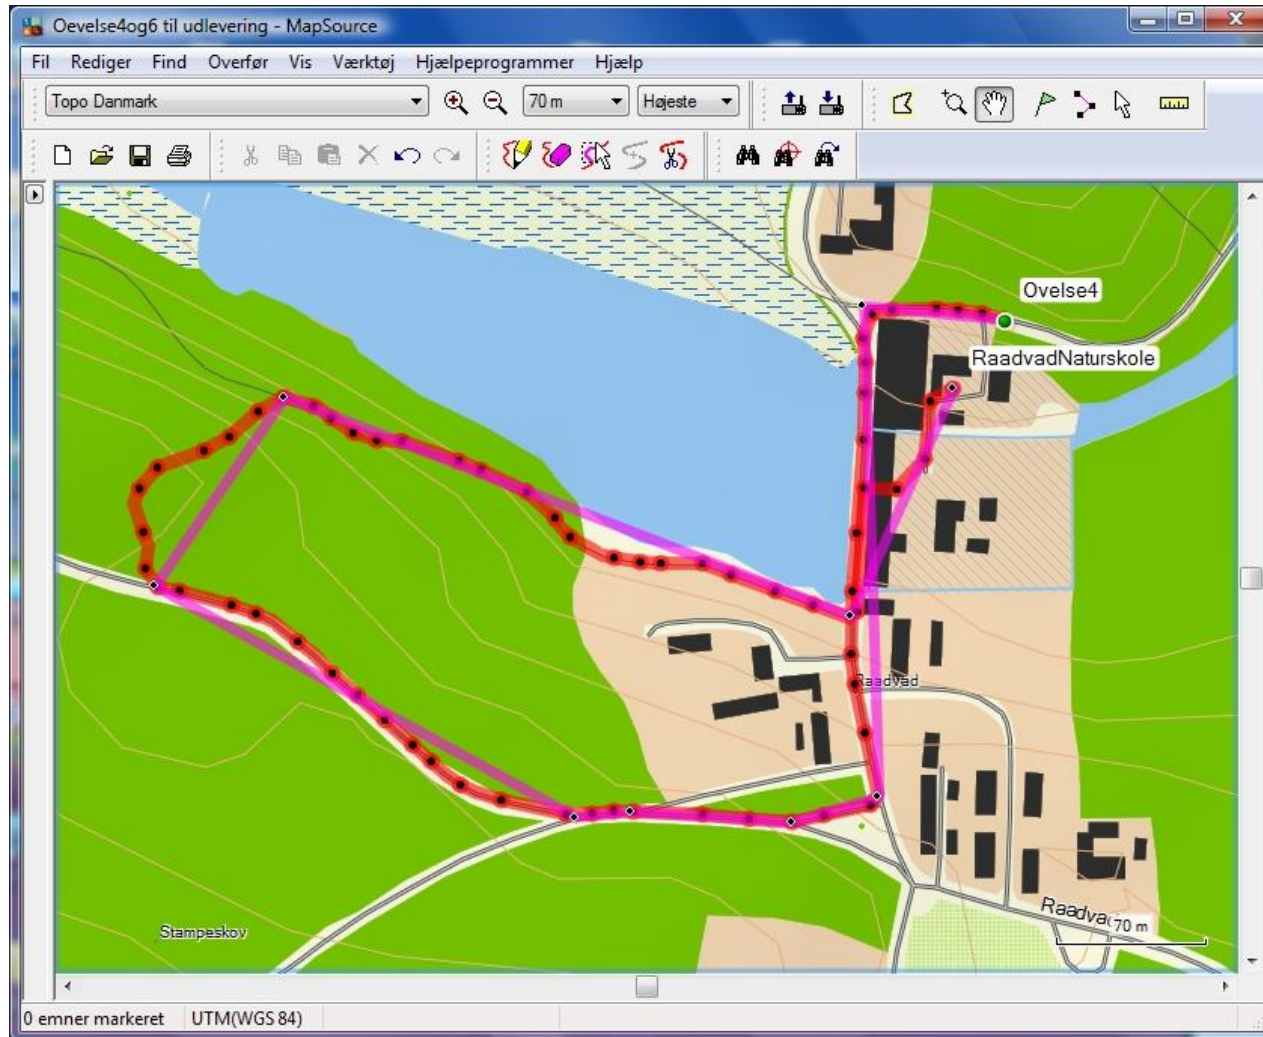 Oevelse4og6 til udlevering - MapSource
Fil Rediger Find Overfør Vis Værktøj Hjælpeprogrammer Hjælp
Topo Danmark 70 m Højeste
Ovelse4
RaadvadNaturskole
Raadvad
Raadvad
70 m
Stampeskov
0 emner markeret UTM(WGS 84)